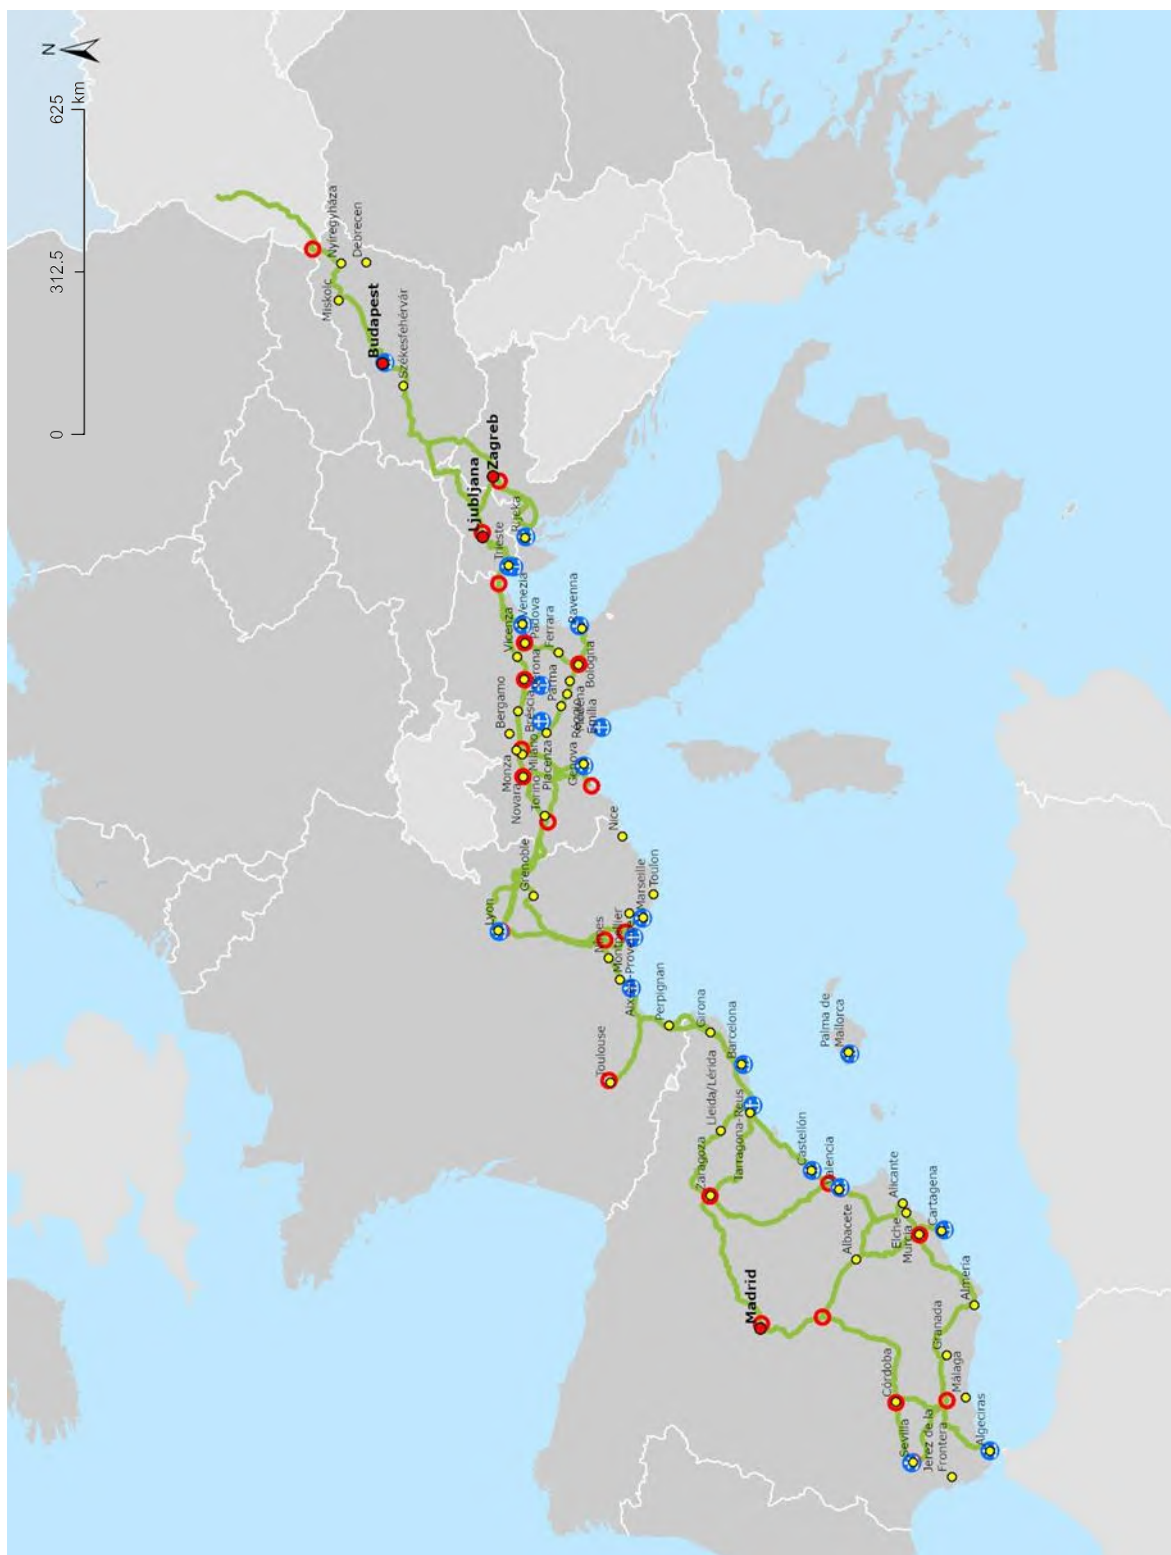 N
0
312.5
625
km
Nyíregyháza
Debrecen
Miskolc
Budapest
Székesfehérvár
Zagreb
Ljubljana
Rijeka
Trieste
Venezia
Padova
Vicenza
Ferrara
Ravenna
Bologna
Parma
Bergamo
Brescia
Reggio
Emilia
Milano
Piacenza
Monza
Novara
Torino
Genova
Nice
Grenoble
Lyon
Marseille
Toulon
Nîmes
Montpellier
Perpignan
Toulouse
Girona
Barcelona
Lleida/Lérida
Tarragona-Reus
Palma de
Mallorca
Zaragoza
Castellón
Valencia
Alicante
Elche
Murcia
Cartagena
Albacete
Almería
Madrid
Granada
Málaga
Córdoba
Sevilla
Jerez de la
Frontera
Algeciras